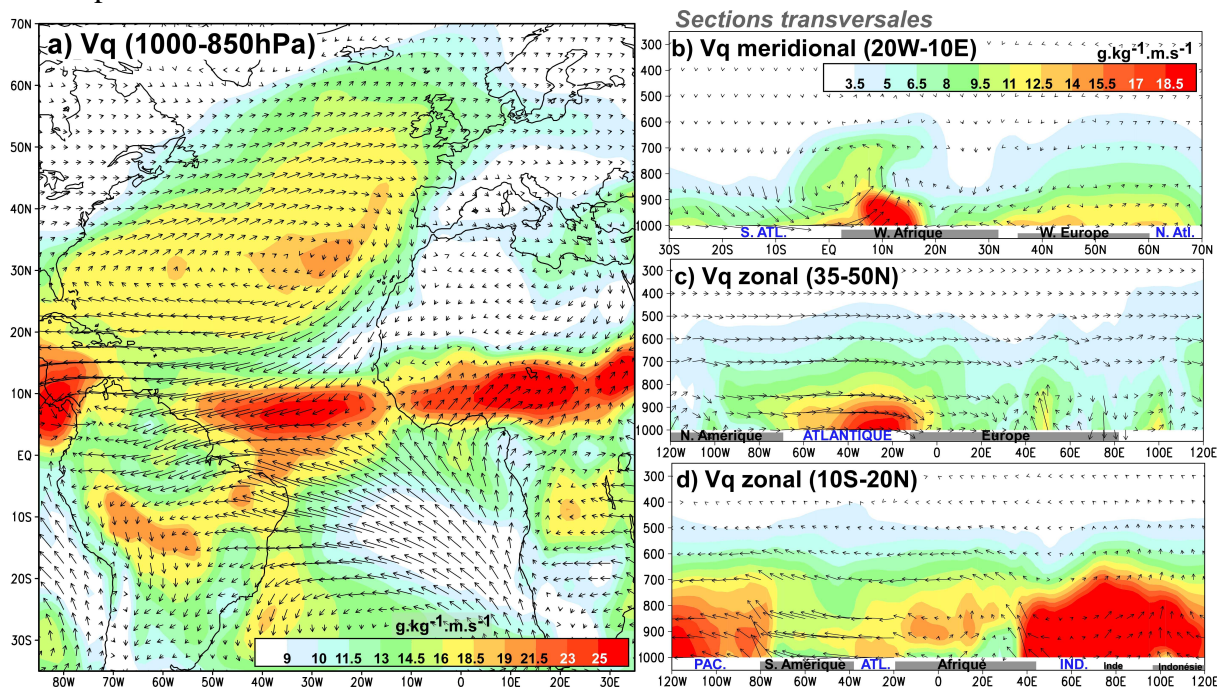 Sections transversales
a) Vq (1000-850hPa)
70N
60N
50N
40N
30N
20N
10N
EQ
10S
20S
30S
g.kg-1.m.s-1
9 10 11.5 13 14.5 16 18.5 19 21.5 23 25
80W 70W 60W 50W 40W 30W 20W 10W 0 10E 20E 30E
b) Vq meridional (20W-10E)
g.kg-1.m.s-1
3.5 5 6.5 8 9.5 11 12.5 14 15.5 17 18.5
300
400
500
600
700
800
900
1000
S. ATL. W. Afrique W. Europe N. Atl.
30S 20S 10S EQ 10N 20N 30N 40N 50N 60N 70N
c) Vq zonal (35-50N)
300
400
500
600
700
800
900
1000
N. Amérique ATLANTIQUE Europe
120W 100W 80W 60W 40W 20W 0 20E 40E 60E 80E 100E 120E
d) Vq zonal (10S-20N)
300
400
500
600
700
800
900
1000
PAC. S. Amérique ATL. Afrique IND. Inde Indonésie
120W 100W 80W 60W 40W 20W 0 20E 40E 60E 80E 100E 120E